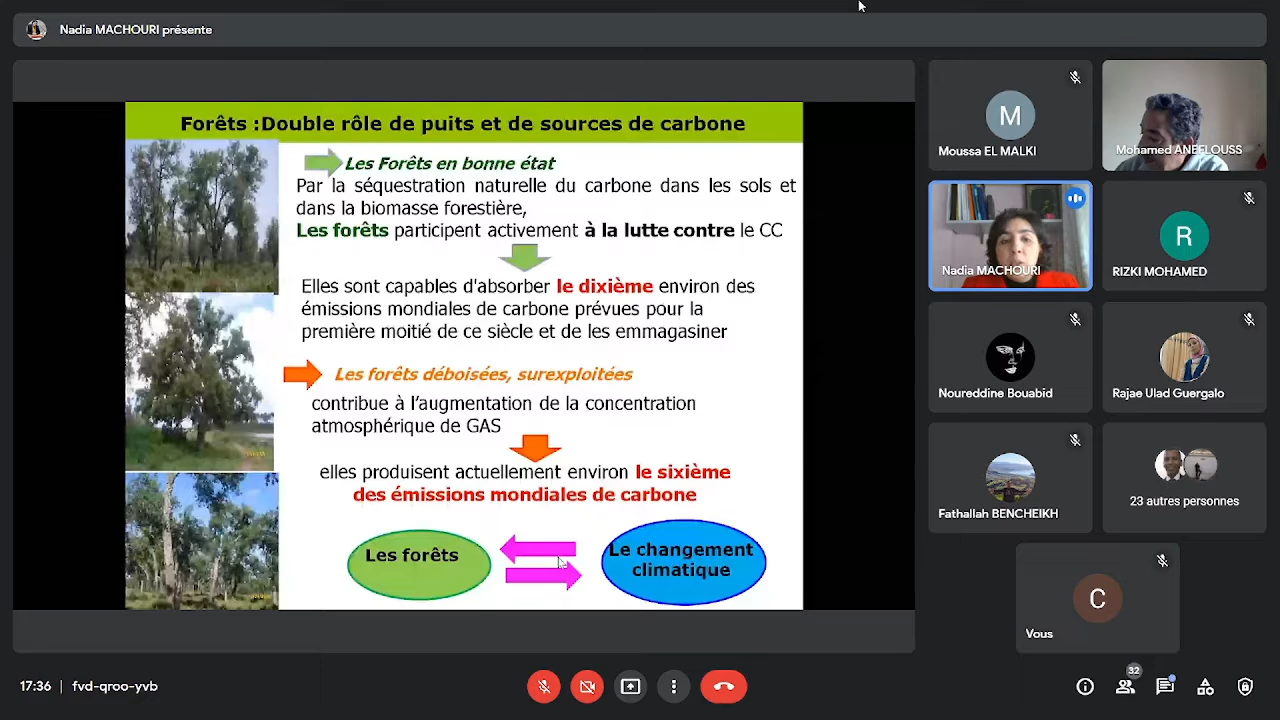 Nadia MACHOURI présente
Forêts :Double rôle de puits et de sources de carbone
Les Forêts en bonne état
Par la séquestration naturelle du carbone dans les sols et
dans la biomasse forestière,
Les forêts participent activement à la lutte contre le CC
Elles sont capables d'absorber le dixième environ des
émissions mondiales de carbone prévues pour la
première moitié de ce siècle et de les emmagasiner
Les forêts déboisées, surexploitées
contribue à l'augmentation de la concentration
atmosphérique de GAS
elles produisent actuellement environ le sixième
des émissions mondiales de carbone
Les forêts
Le changement
climatique
M
Moussa EL MALKI
Mohamed ANEFLOUSS
Nadia MACHOURI
R
RIZKI MOHAMED
Noureddine Bouabid
Rajae Ulad Guergalo
Fathallah BENCHEIKH
23 autres personnes
C
Vous
17:36 | fvd-qroo-yvb
32